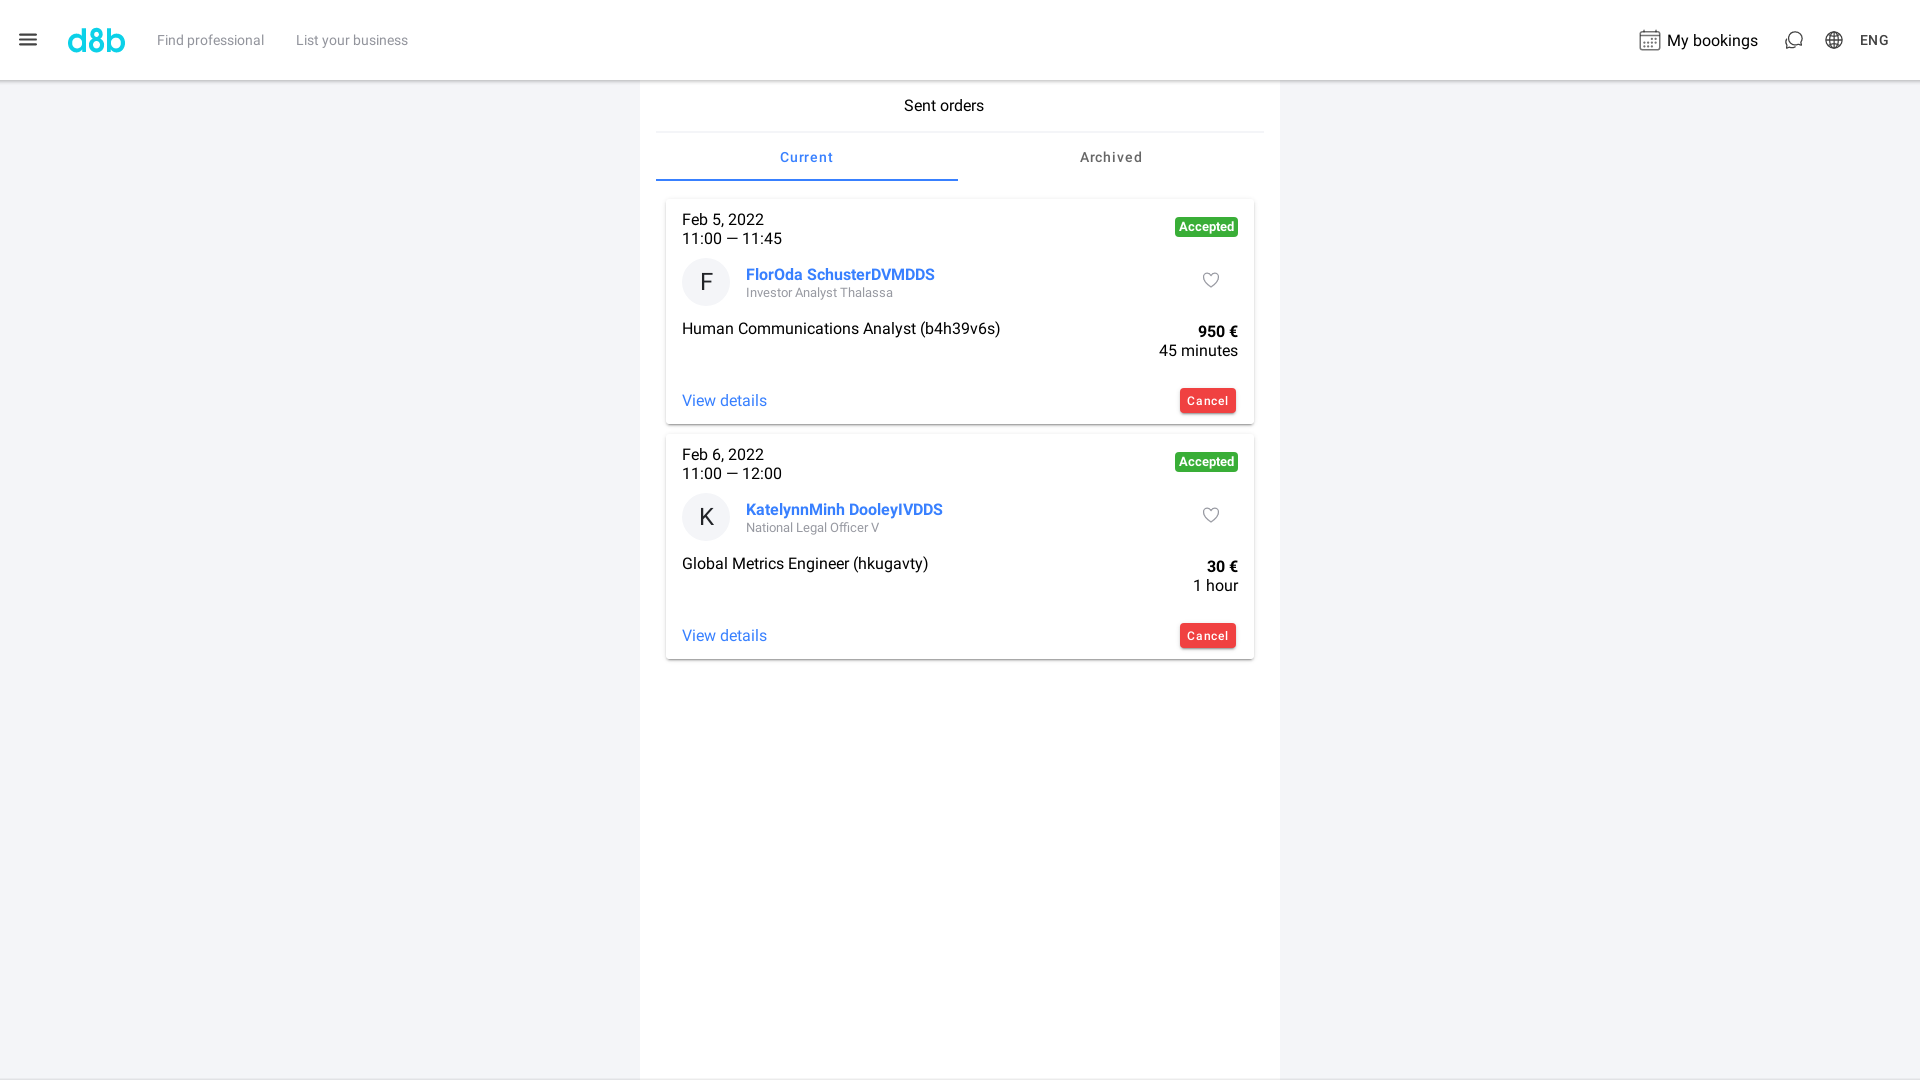 d8b
Find professional
List your business
My bookings
ENG
Sent orders
Current
Archived
Feb 5, 2022
11:00 — 11:45
Accepted
F
FlorOda SchusterDVMDDS
Investor Analyst Thalassa
Human Communications Analyst (b4h39v6s)
950 €
45 minutes
View details
Cancel
Feb 6, 2022
11:00 — 12:00
Accepted
K
KatelynnMinh DooleyIVDDS
National Legal Officer V
Global Metrics Engineer (hkugavty)
30 €
1 hour
View details
Cancel